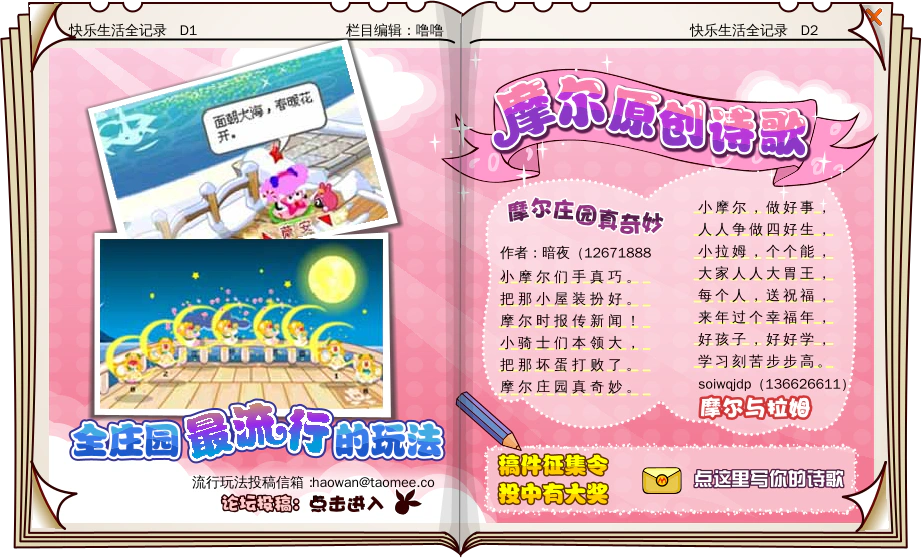 快乐生活全记录 D1
栏目编辑：噜噜
面朝大海，春暖花
开。
全庄园最流行的玩法
流行玩法投稿信箱:haowan@taomee.co
论坛投稿：点击进入
快乐生活全记录 D2
摩尔原创诗歌
摩尔庄园真奇妙
作者：暗夜（12671888
小摩尔们手真巧。
把那小屋装扮好。
摩尔时报传新闻！
小骑士们本领大，
把那坏蛋打败了。
摩尔庄园真奇妙。
小摩尔，做好事，
人人争做四好生，
小拉姆，个个能，
大家人人大胃王，
每个人，送祝福，
来年过个幸福年，
好孩子，好好学，
学习刻苦步步高。
soiwqjdp（136626611）
摩尔与拉姆
搞件征集令
投中有大奖
点这里写你的诗歌